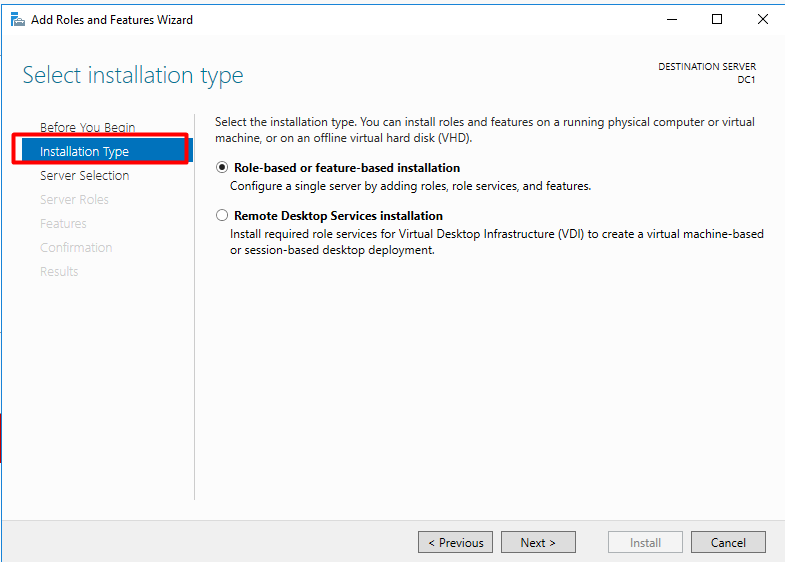 Add Roles and Features Wizard
Select installation type
DESTINATION SERVER
DC1
Before You Begin
Installation Type
Server Selection
Server Roles
Features
Confirmation
Results
Select the installation type. You can install roles and features on a running physical computer or virtual
machine, or on an offline virtual hard disk (VHD).
Role-based or feature-based installation
Configure a single server by adding roles, role services, and features.
Remote Desktop Services installation
Install required role services for Virtual Desktop Infrastructure (VDI) to create a virtual machine-based
or session-based desktop deployment.
< Previous
Next >
Install
Cancel